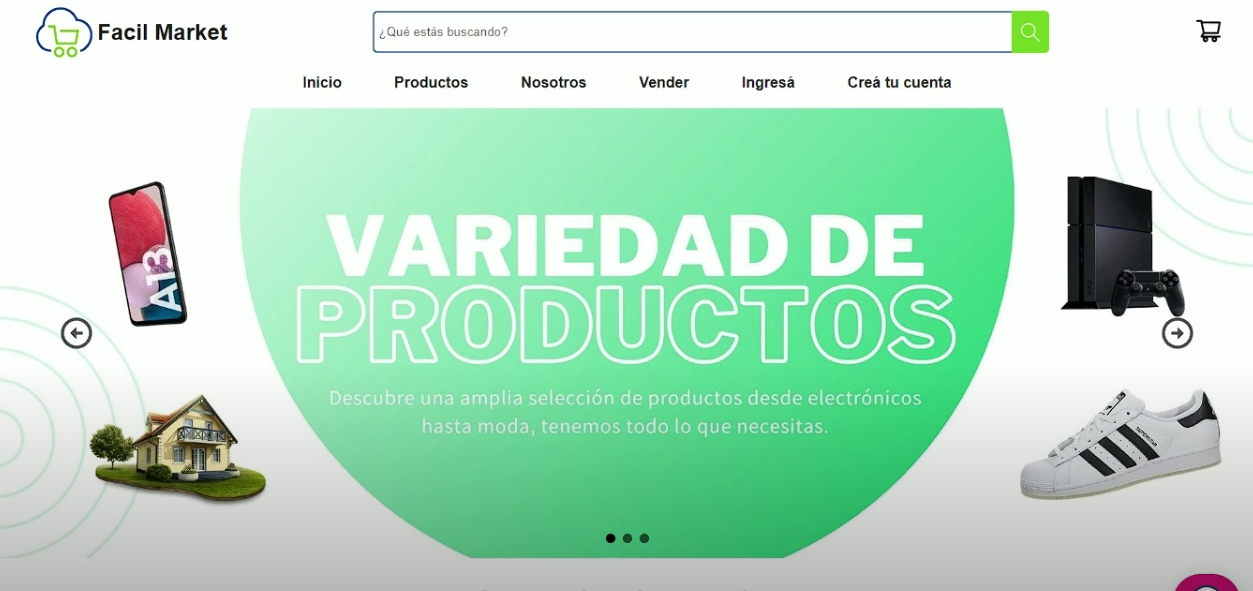 Facil Market
¿Qué estás buscando?
Inicio Productos Nosotros Vender Ingresá Creá tu cuenta
VARIEDAD DE
PRODUCTOS
Descubre una amplia selección de productos desde electrónicos
hasta moda, tenemos todo lo que necesitas.
A13
SUPERSTAR